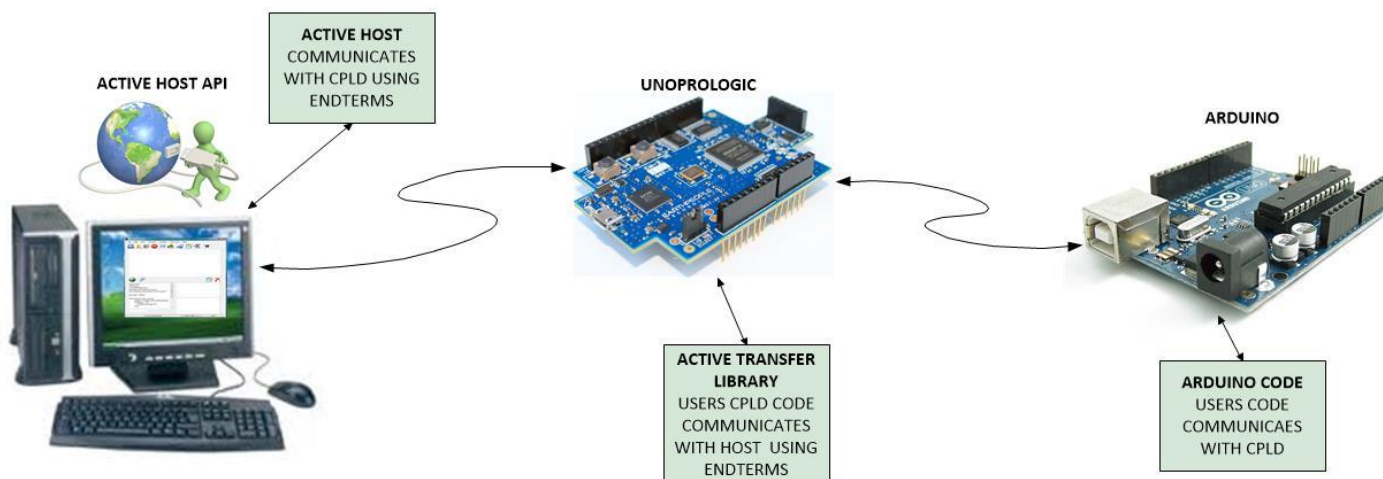 ACTIVE HOST
COMMUNICATES
WITH CPLD USING
ENDTERMS
ACTIVE HOST API
UNOPROLOGIC
ARDUINO
ACTIVE TRANSFER
LIBRARY
USERS CPLD CODE
COMMUNICATES
WITH HOST USING
ENDTERMS
ARDUINO CODE
USERS CODE
COMMUNICAES
WITH CPLD